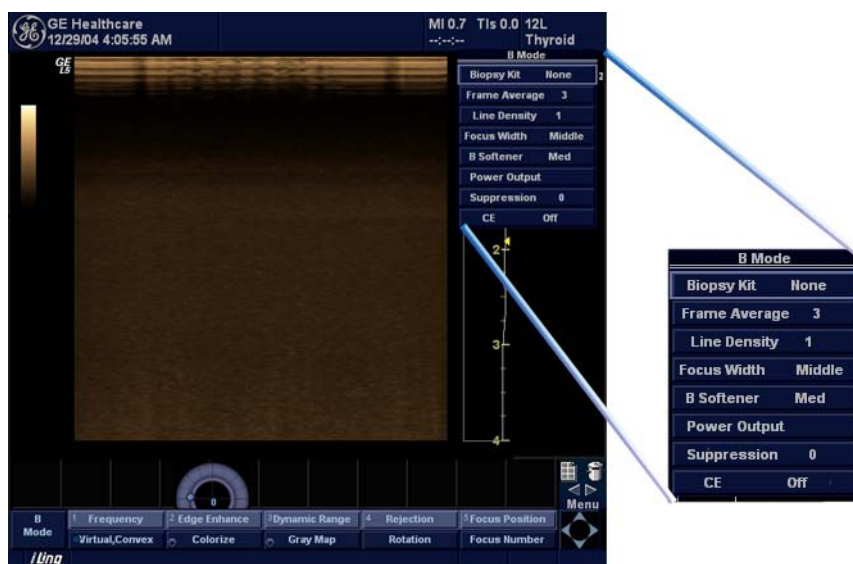 GE Healthcare
12/29/04 4:05:55 AM
MI 0.7 TIs 0.0 12L
--:--:-- Thyroid
GE
L5
B Mode
Biopsy Kit None
2
Frame Average 3
Line Density 1
Focus Width Middle
B Softener Med
Power Output
Suppression 0
CE Off
2
3
4
B Mode
Biopsy Kit None
Frame Average 3
Line Density 1
Focus Width Middle
B Softener Med
Power Output
Suppression 0
CE Off
0
Menu
B
Mode
1 Frequency 2 Edge Enhance 3 Dynamic Range 4 Rejection 5 Focus Position
Virtual,Convex Colorize Gray Map Rotation Focus Number
iLinq